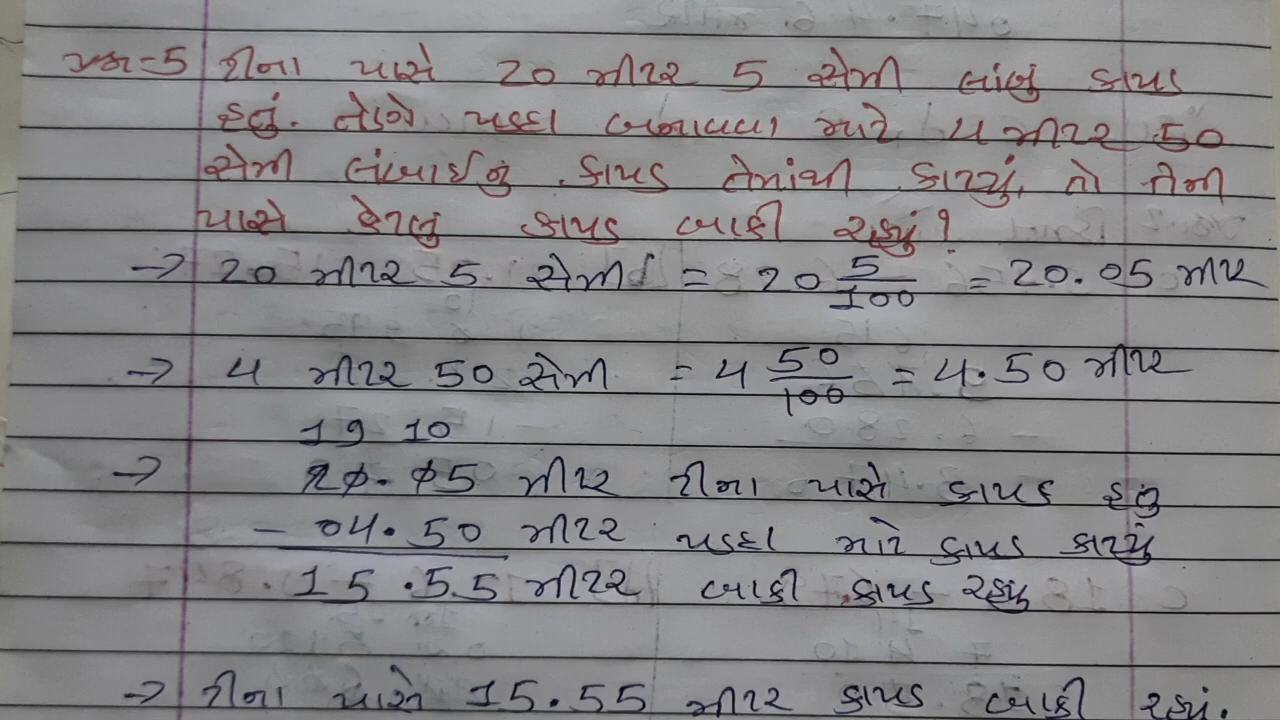 પ્રશ્ન-5 રીના પાસે 20 મીટર 5 સેમી લાંબું કાપડ
હતું. તેણીએ પડદા બનાવવા માટે 4 મીટર 50
સેમી લંબાઈનું કાપડ તેમાંથી કાપ્યું, તો તેની
પાસે કેટલું કાપડ બાકી રહ્યું?
→ 20 મીટર 5 સેમી = 20 5/100 = 20.05 મીટર
→ 4 મીટર 50 સેમી = 4 50/100 = 4.50 મીટર
19 10
→ 20.05 મીટર રીના પાસે કાપડ હતુ
- 04.50 મીટર પડદા માટે કાપડ કાપ્યું
15.55 મીટર બાકી કાપડ રહ્યુ
→ રીના પાસે 15.55 મીટર કાપડ બાકી રહ્યું.